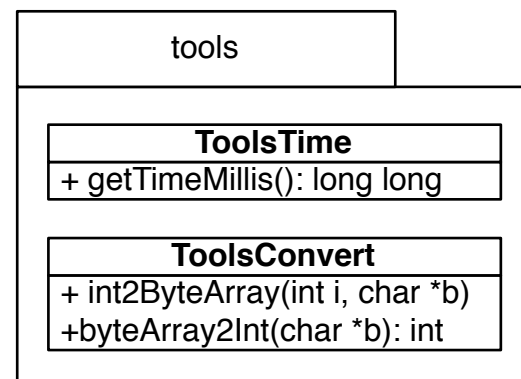 tools
ToolsTime
+ getTimeMillis(): long long
ToolsConvert
+ int2ByteArray(int i, char *b)
+byteArray2Int(char *b): int